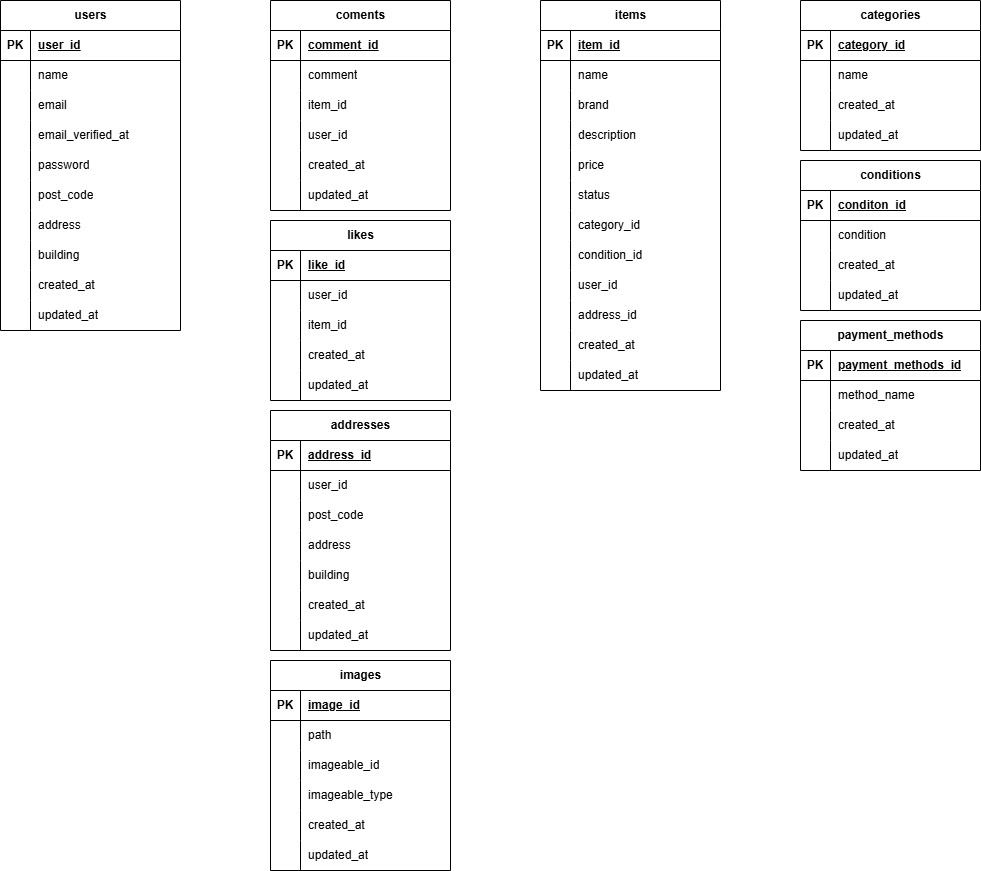 users
PK user_id
name
email
email_verified_at
password
post_code
address
building
created_at
updated_at
coments
PK comment_id
comment
item_id
user_id
created_at
updated_at
likes
PK like_id
user_id
item_id
created_at
updated_at
addresses
PK address_id
user_id
post_code
address
building
created_at
updated_at
images
PK image_id
path
imageable_id
imageable_type
created_at
updated_at
items
PK item_id
name
brand
description
price
status
category_id
condition_id
user_id
address_id
created_at
updated_at
categories
PK category_id
name
created_at
updated_at
conditions
PK conditon_id
condition
created_at
updated_at
payment_methods
PK payment_methods_id
method_name
created_at
updated_at